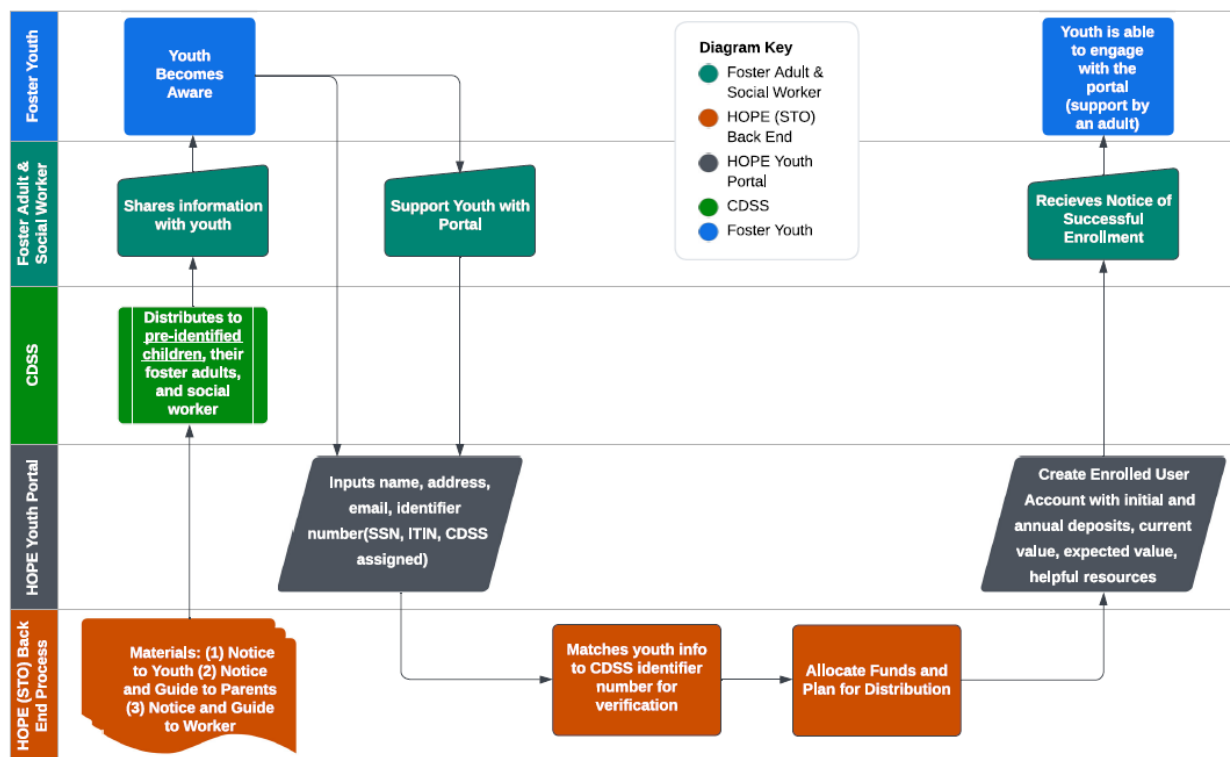 Foster Youth
Youth
Becomes
Aware
Diagram Key
Foster Adult &
Social Worker
HOPE (STO)
Back End
HOPE Youth
Portal
CDSS
Foster Youth
Youth is able
to engage
with the
portal
(support by
an adult)
Foster Adult &
Social Worker
Shares information
with youth
Support Youth with
Portal
Recieves Notice of
Successful
Enrollment
CDSS
Distributes to
pre-identified
children, their
foster adults,
and social
worker
HOPE Youth Portal
Inputs name, address,
email, identifier
number(SSN, ITIN, CDSS
assigned)
Create Enrolled User
Account with initial and
annual deposits, current
value, expected value,
helpful resources
HOPE (STO) Back
End Process
Materials: (1) Notice
to Youth (2) Notice
and Guide to Parents
(3) Notice and Guide
to Worker
Matches youth info
to CDSS identifier
number for
verification
Allocate Funds and
Plan for Distribution